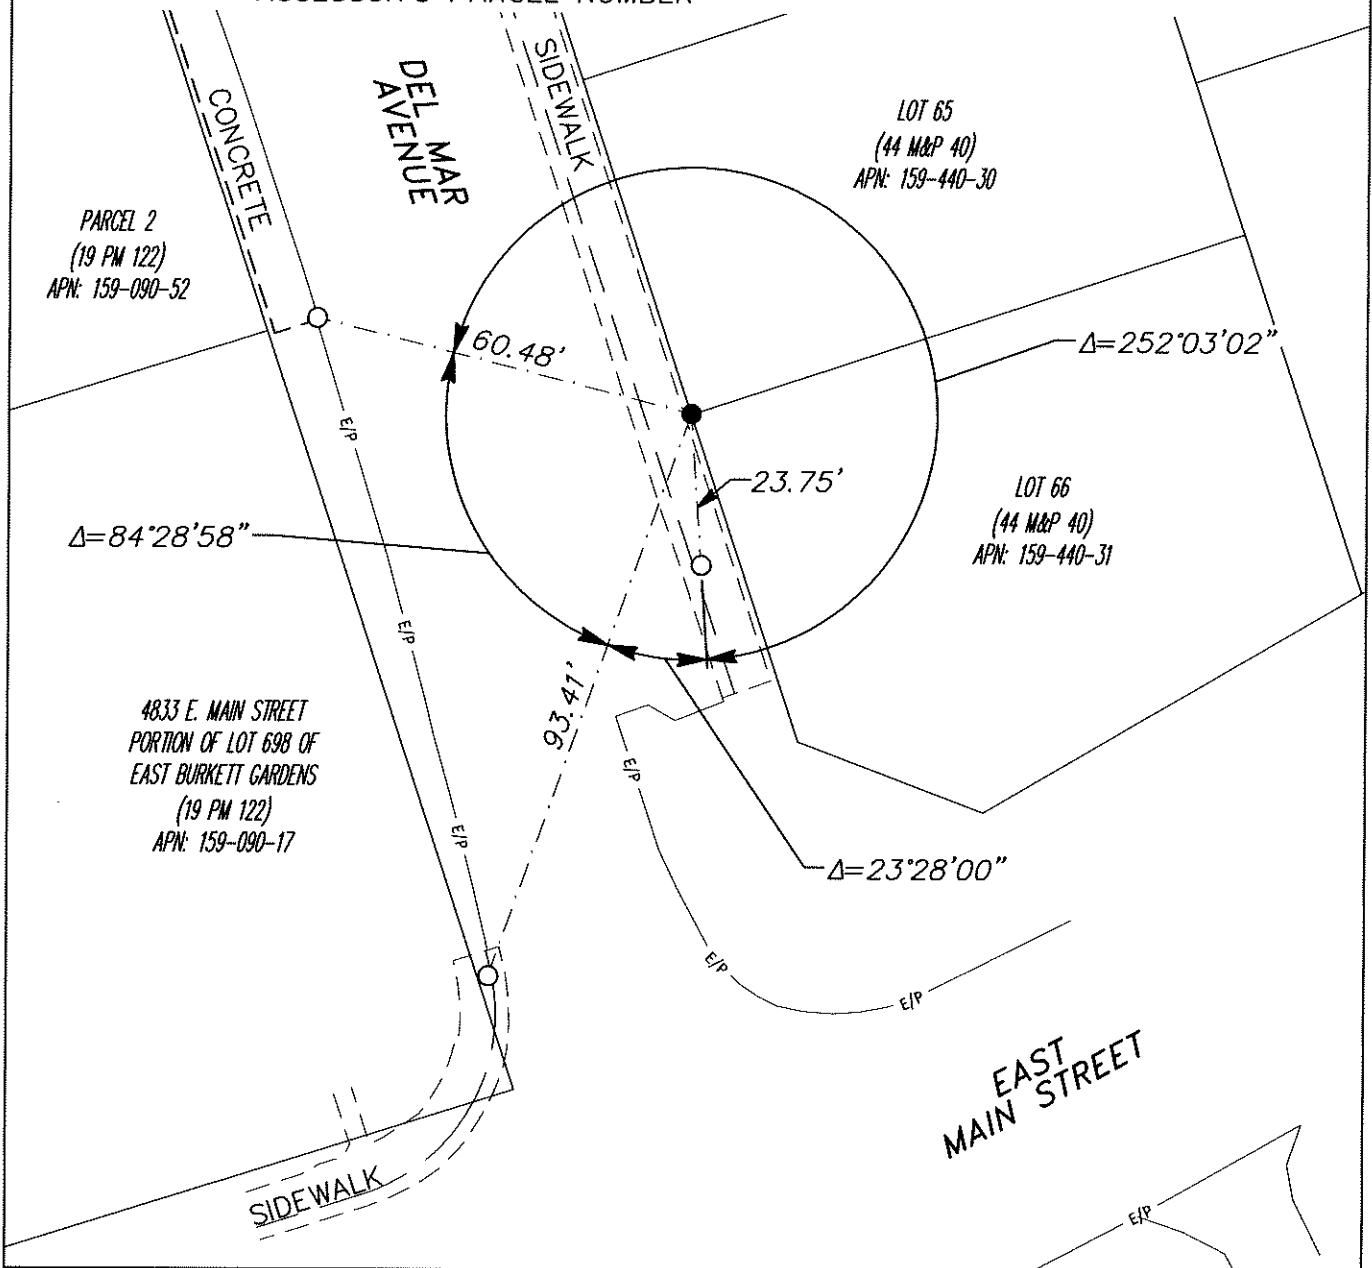 ASSESSOR'S PARCEL NUMBER
CONCRETE
DEL MAR
AVENUE
SIDEWALK
LOT 65
(44 M&P 40)
APN: 159-440-30
PARCEL 2
(19 PM 122)
APN: 159-090-52
60.48'
Δ=252°03'02"
E/P
23.75'
LOT 66
(44 M&P 40)
APN: 159-440-31
Δ=84°28'58"
E/P
93.41'
4833 E. MAIN STREET
PORTION OF LOT 698 OF
EAST BURKETT GARDENS
(19 PM 122)
APN: 159-090-17
E/P
E/P
Δ=23°28'00"
E/P
E/P
EAST
MAIN STREET
SIDEWALK
E/P